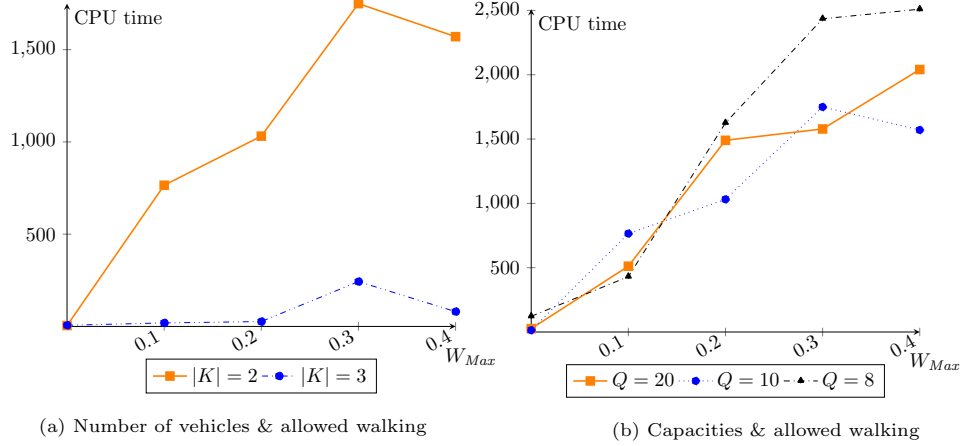 CPU time
1,500
1,000
500
0.1
0.2
0.3
0.4
W_Max
|K| = 2
|K| = 3
(a) Number of vehicles & allowed walking
CPU time
2,500
2,000
1,500
1,000
500
0.1
0.2
0.3
0.4
W_Max
Q = 20
Q = 10
Q = 8
(b) Capacities & allowed walking